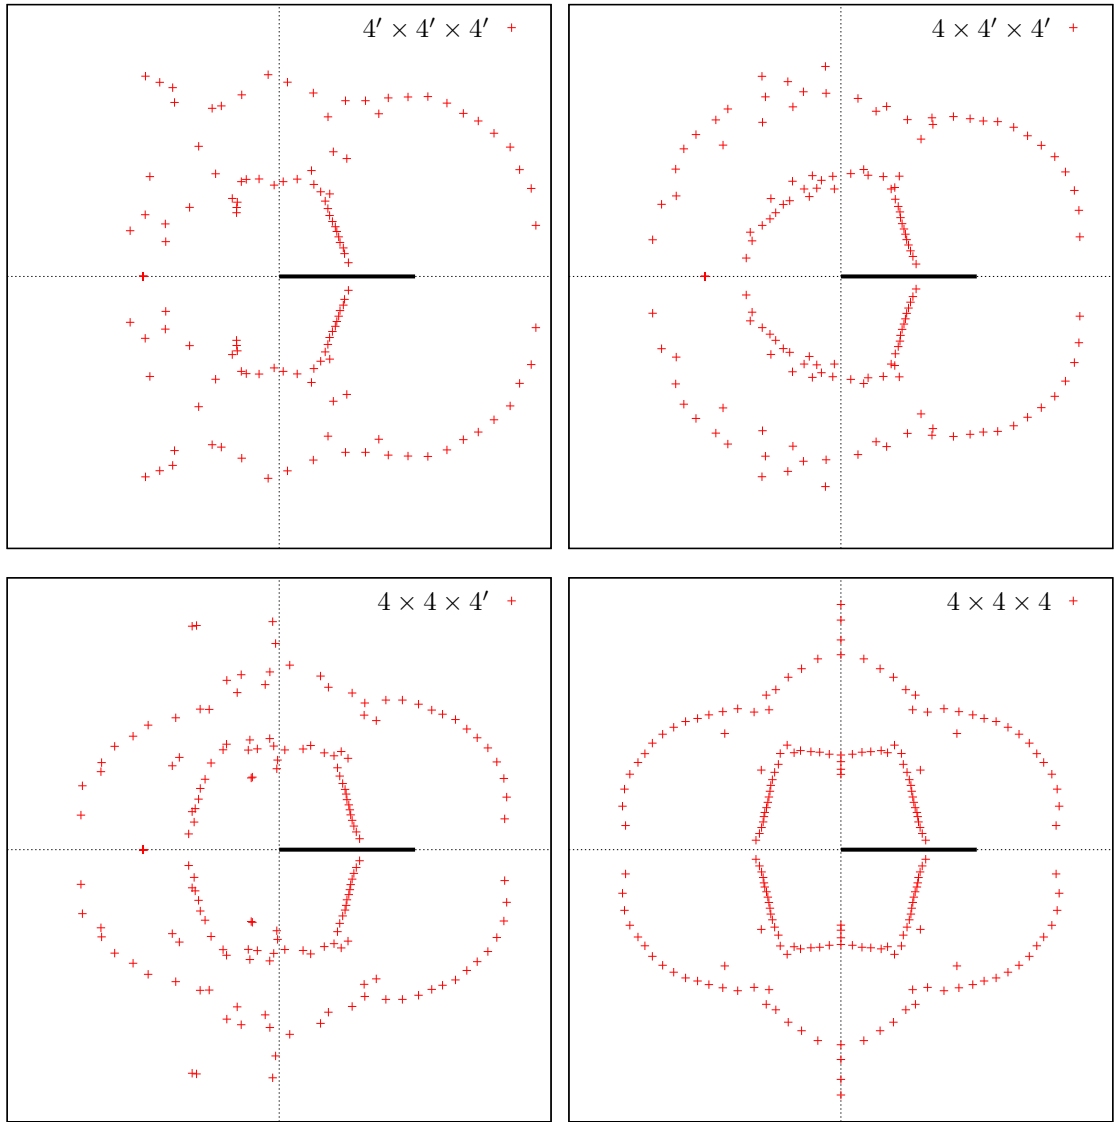 4′ × 4′ × 4′
4 × 4′ × 4′
4 × 4 × 4′
4 × 4 × 4